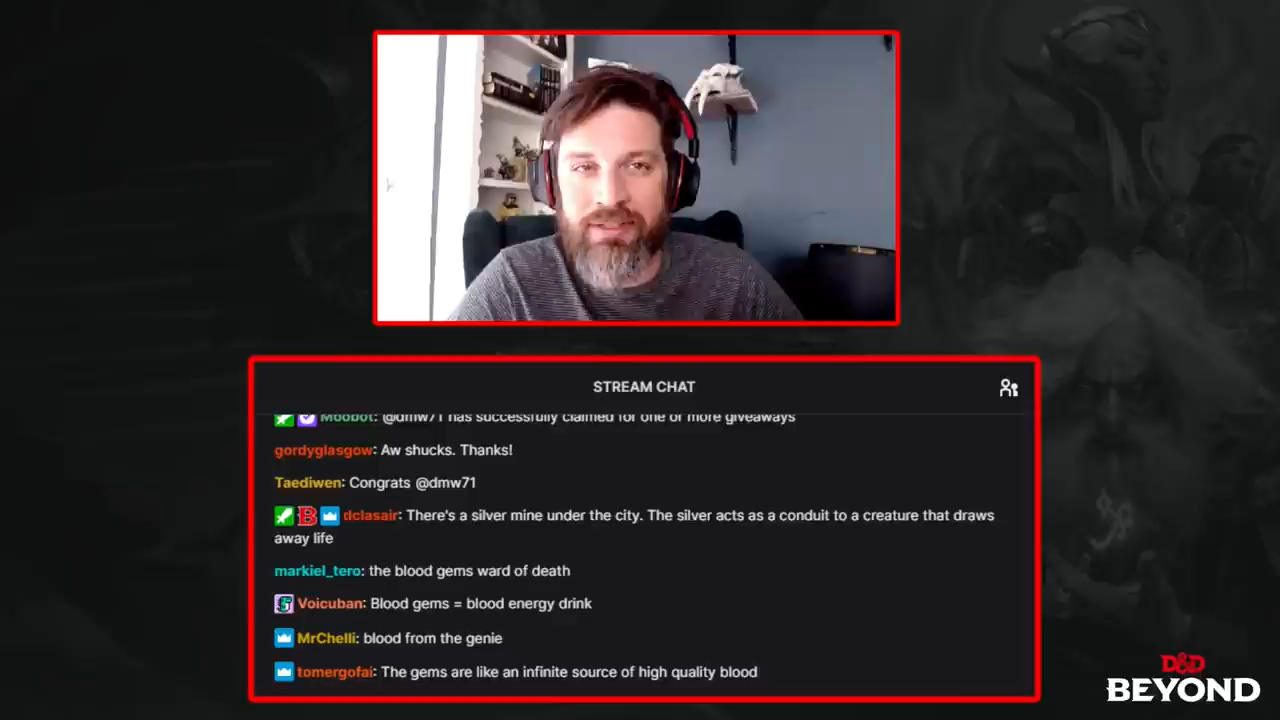 STREAM CHAT
Moobot: @dmw71 has successfully claimed for one or more giveaways
gordyglasgow: Aw shucks. Thanks!
Taediwen: Congrats @dmw71
B dclasair: There's a silver mine under the city. The silver acts as a conduit to a creature that draws
away life
markiel_tero: the blood gems ward of death
Voicuban: Blood gems = blood energy drink
MrChelli: blood from the genie
tomergofai: The gems are like an infinite source of high quality blood
D&D
BEYOND